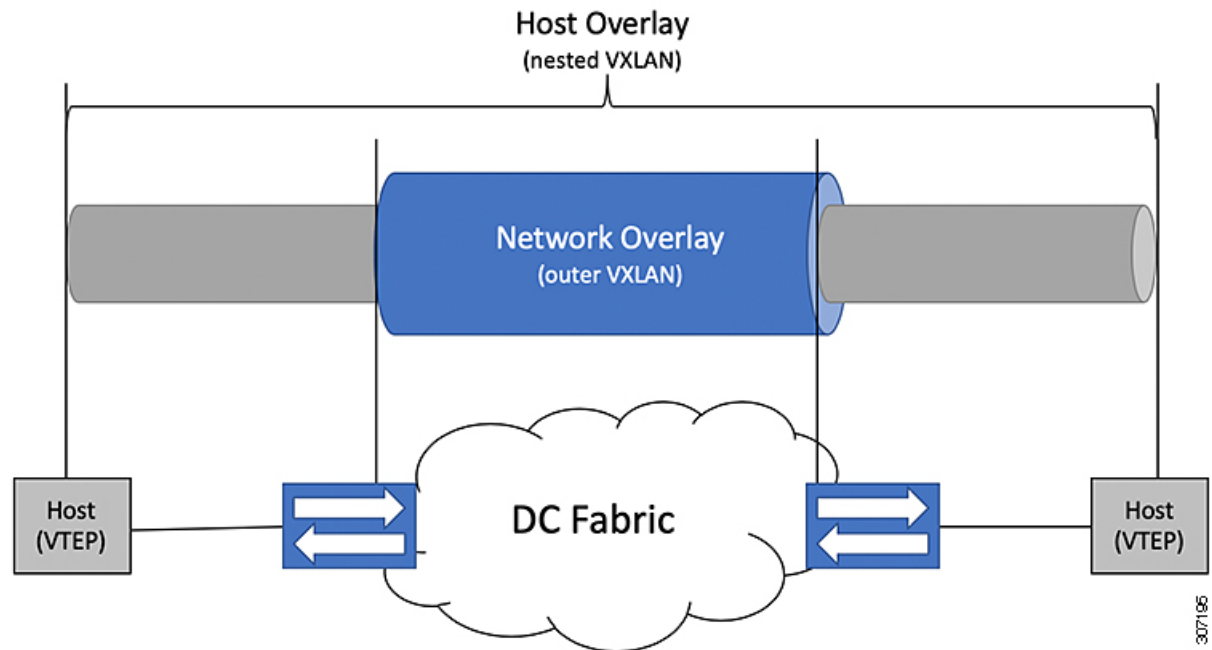 Host Overlay
(nested VXLAN)
Network Overlay
(outer VXLAN)
Host
(VTEP)
DC Fabric
Host
(VTEP)
307195